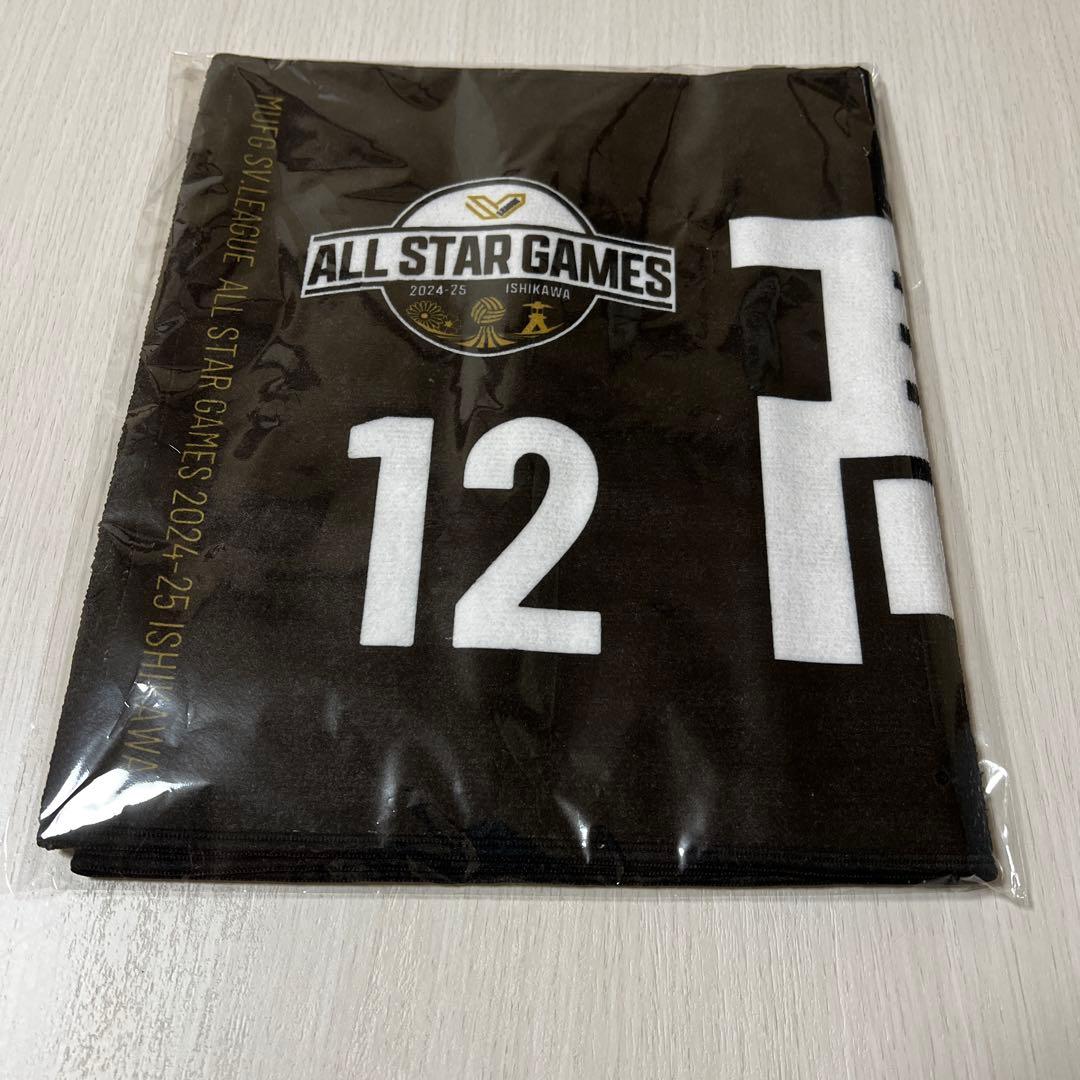 MUFG SV.LEAGUE ALL STAR GAMES 2024-25 ISHIKAWA
ALL STAR GAMES
2024-25 ISHIKAWA
12